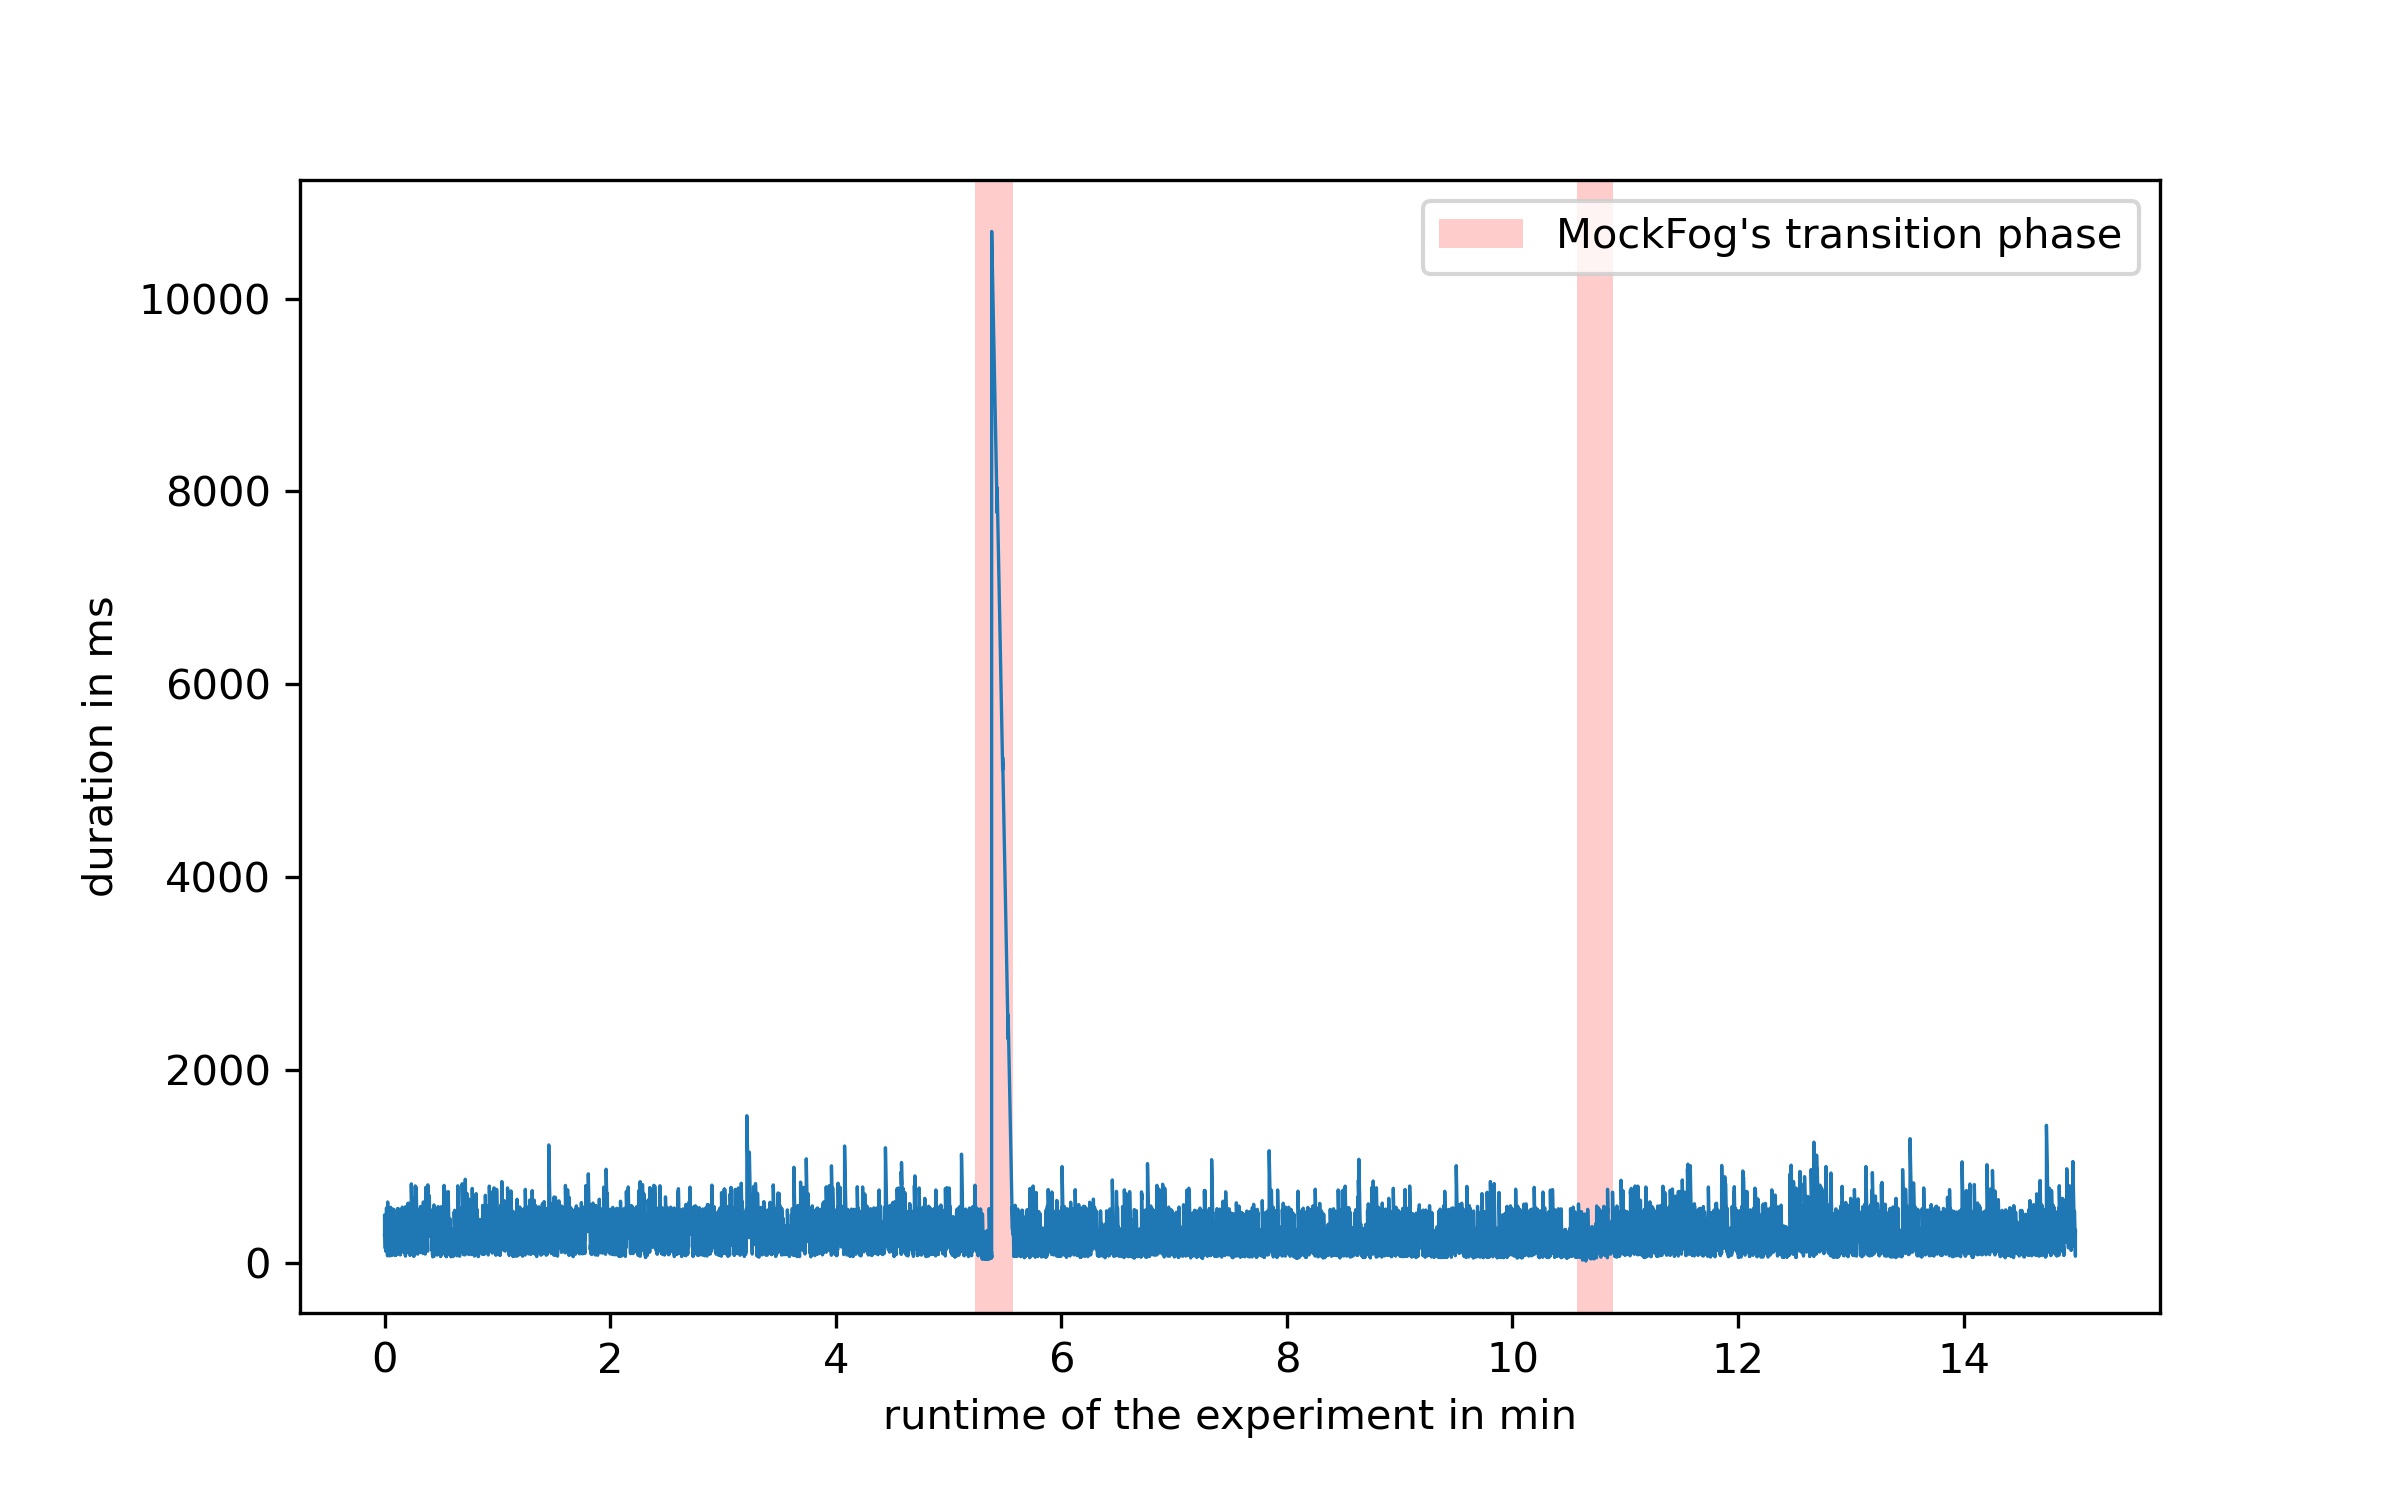 MockFog's transition phase
10000
8000
6000
4000
2000
0
duration in ms
0 2 4 6 8 10 12 14
runtime of the experiment in min